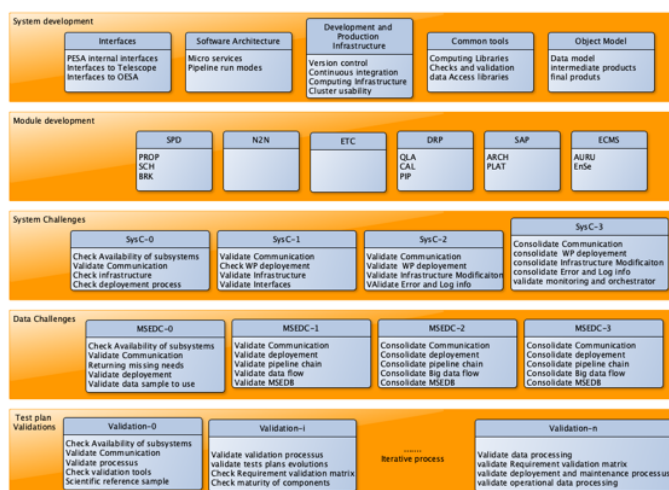 System development
Interfaces
PESA internal interfaces
Interfaces to Telescope
Interfaces to OESA
Software Architecture
Micro services
Pipeline run modes
Development and
Production
Infrastructure
Version control
Continuous integration
Computing Infrastructure
Cluster usability
Common tools
Computing Libraries
Checks and validation
data Access libraries
Object Model
Data model
intermediate products
final produts
Module development
SPD
PROP
SCH
BRK
N2N
ETC
DRP
QLA
CAL
PIP
SAP
ARCH
PLAT
ECMS
AURU
EnSe
System Challenges
SysC-0
Check Availability of subsystems
Validate Communication
Check infrastructure
Check deployement process
SysC-1
Validate Communication
Check WP deployement
Validate Infrastructure
Validate Interfaces
SysC-2
Validate Communication
Validate WP deployement
Validate Infrastructure Modificaiton
VAlidate Error and Log info
SysC-3
Consolidate Communication
consolidate WP deployement
consolidate Infrastructure Modificaiton
consolidate Error and Log info
validate monitoring and orchestrator
Data Challenges
MSEDC-0
Check Availability of subsystems
Validate Communication
Returning missing needs
Validate deployement
Validate data sample to use
MSEDC-1
Validate Communication
Validate deployement
Validate pipeline chain
Validate data flow
Validate MSEDB
MSEDC-2
Consolidate Communication
Consolidate deployement
Consolidate pipeline chain
Consolidate Big data flow
Consolidate MSEDB
MSEDC-3
Consolidate Communication
Consolidate deployement
Consolidate pipeline chain
Consolidate Big data flow
Consolidate MSEDB
Test plan
Validations
Validation-0
Check Availability of subsystems
Validate Communication
Validate processus
Check validation tools
Scientific reference sample
Validation-i
Validate validation processus
validate tests plans evolutions
Check Requirement validation matrix
Check maturity of components
Iterative process
Validation-n
Validate data processing
validate Requirement validation matrix
validate deployement and maintenance processus
validate operational data processing